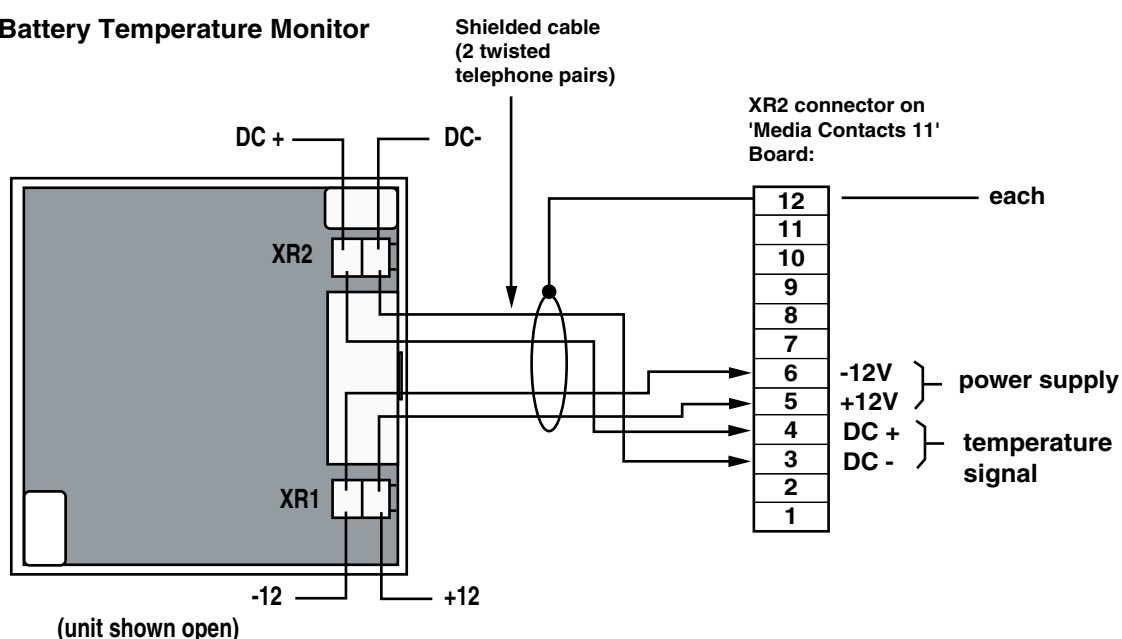 Battery Temperature Monitor
Shielded cable
(2 twisted
telephone pairs)
XR2 connector on
'Media Contacts 11'
Board:
DC +
DC-
12
each
11
10
9
8
7
6
-12V
power supply
5
+12V
4
DC +
temperature
signal
3
DC -
2
1
XR2
XR1
-12
+12
(unit shown open)